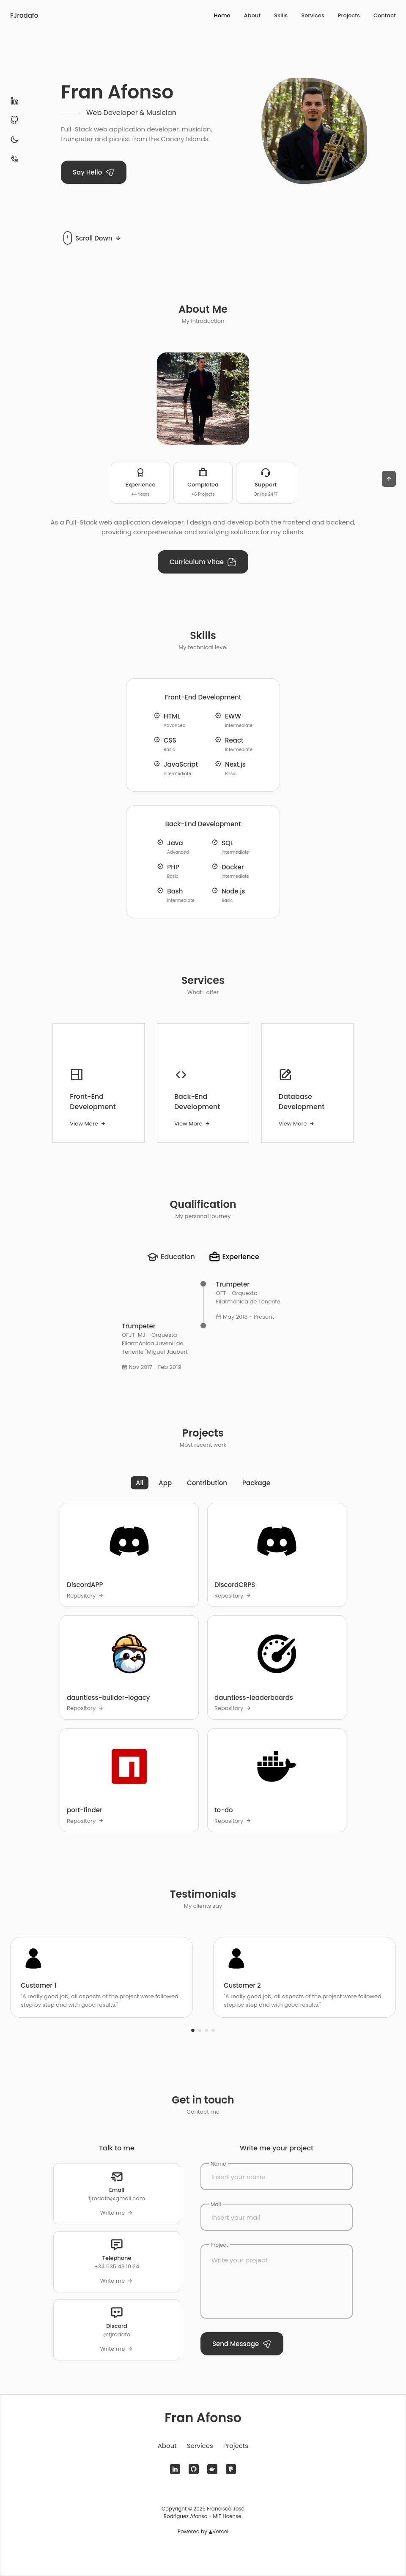 FJrodafo
Home About Skills Services Projects Contact
Fran Afonso
Web Developer & Musician
Full-Stack web application developer, musician,
trumpeter and pianist from the Canary Islands.
Say Hello
Scroll Down
About Me
My introduction
Experience
+4 Years
Completed
+6 Projects
Support
Online 24/7
As a Full-Stack web application developer, I design and develop both the frontend and backend,
providing comprehensive and satisfying solutions for my clients.
Curriculum Vitae
Skills
My technical level
Front-End Development
HTML
Advanced
EWW
Intermediate
CSS
Basic
React
Intermediate
JavaScript
Intermediate
Next.js
Basic
Back-End Development
Java
Advanced
SQL
Intermediate
PHP
Basic
Docker
Intermediate
Bash
Intermediate
Node.js
Basic
Services
What I offer
Front-End
Development
View More
Back-End
Development
View More
Database
Development
View More
Qualification
My personal journey
Education Experience
Trumpeter
OFT - Orquesta
Filarmónica de Tenerife
May 2018 - Present
Trumpeter
OFJT-MJ - Orquesta
Filarmónica Juvenil de
Tenerife "Miguel Jaubert"
Nov 2017 - Feb 2019
Projects
Most recent work
All App Contribution Package
DiscordAPP
Repository
DiscordCRPS
Repository
dauntless-builder-legacy
Repository
dauntless-leaderboards
Repository
port-finder
Repository
to-do
Repository
Testimonials
My clients say
Customer 1
"A really good job, all aspects of the project were followed
step by step and with good results."
Customer 2
"A really good job, all aspects of the project were followed
step by step and with good results."
Get in touch
Contact me
Talk to me
Email
fjrodafo@gmail.com
Write me
Telephone
+34 635 43 10 24
Write me
Discord
@fjrodafo
Write me
Write me your project
Name
Insert your name
Mail
Insert your mail
Project
Write your project
Send Message
Fran Afonso
About Services Projects
Copyright © 2025 Francisco José
Rodríguez Afonso - MIT License.
Powered by ▲Vercel